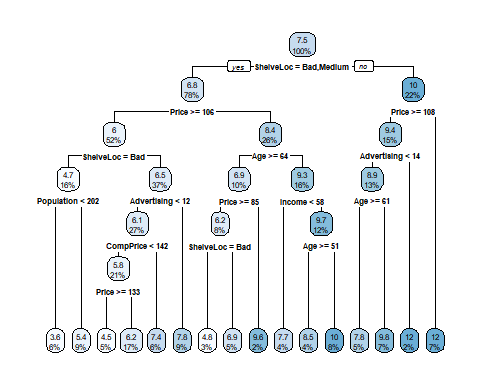 7.5
100%
yes ShelveLoc = Bad,Medium no
6.8
78%
10
22%
Price >= 106
Price >= 108
6
52%
8.4
26%
9.4
15%
ShelveLoc = Bad
Age >= 64
Advertising < 14
4.7
16%
6.5
37%
6.9
10%
9.3
16%
8.9
13%
Population < 202
Advertising < 12
Price >= 85
Income < 58
Age >= 61
6.1
27%
6.2
8%
9.7
12%
CompPrice < 142
ShelveLoc = Bad
Age >= 51
5.8
21%
Price >= 133
3.6 5.4 4.5 6.2 7.4 7.8 4.8 6.9 9.6 7.7 8.5 10 7.8 9.8 12 12
6% 9% 5% 17% 6% 9% 3% 5% 2% 4% 4% 8% 5% 7% 2% 7%